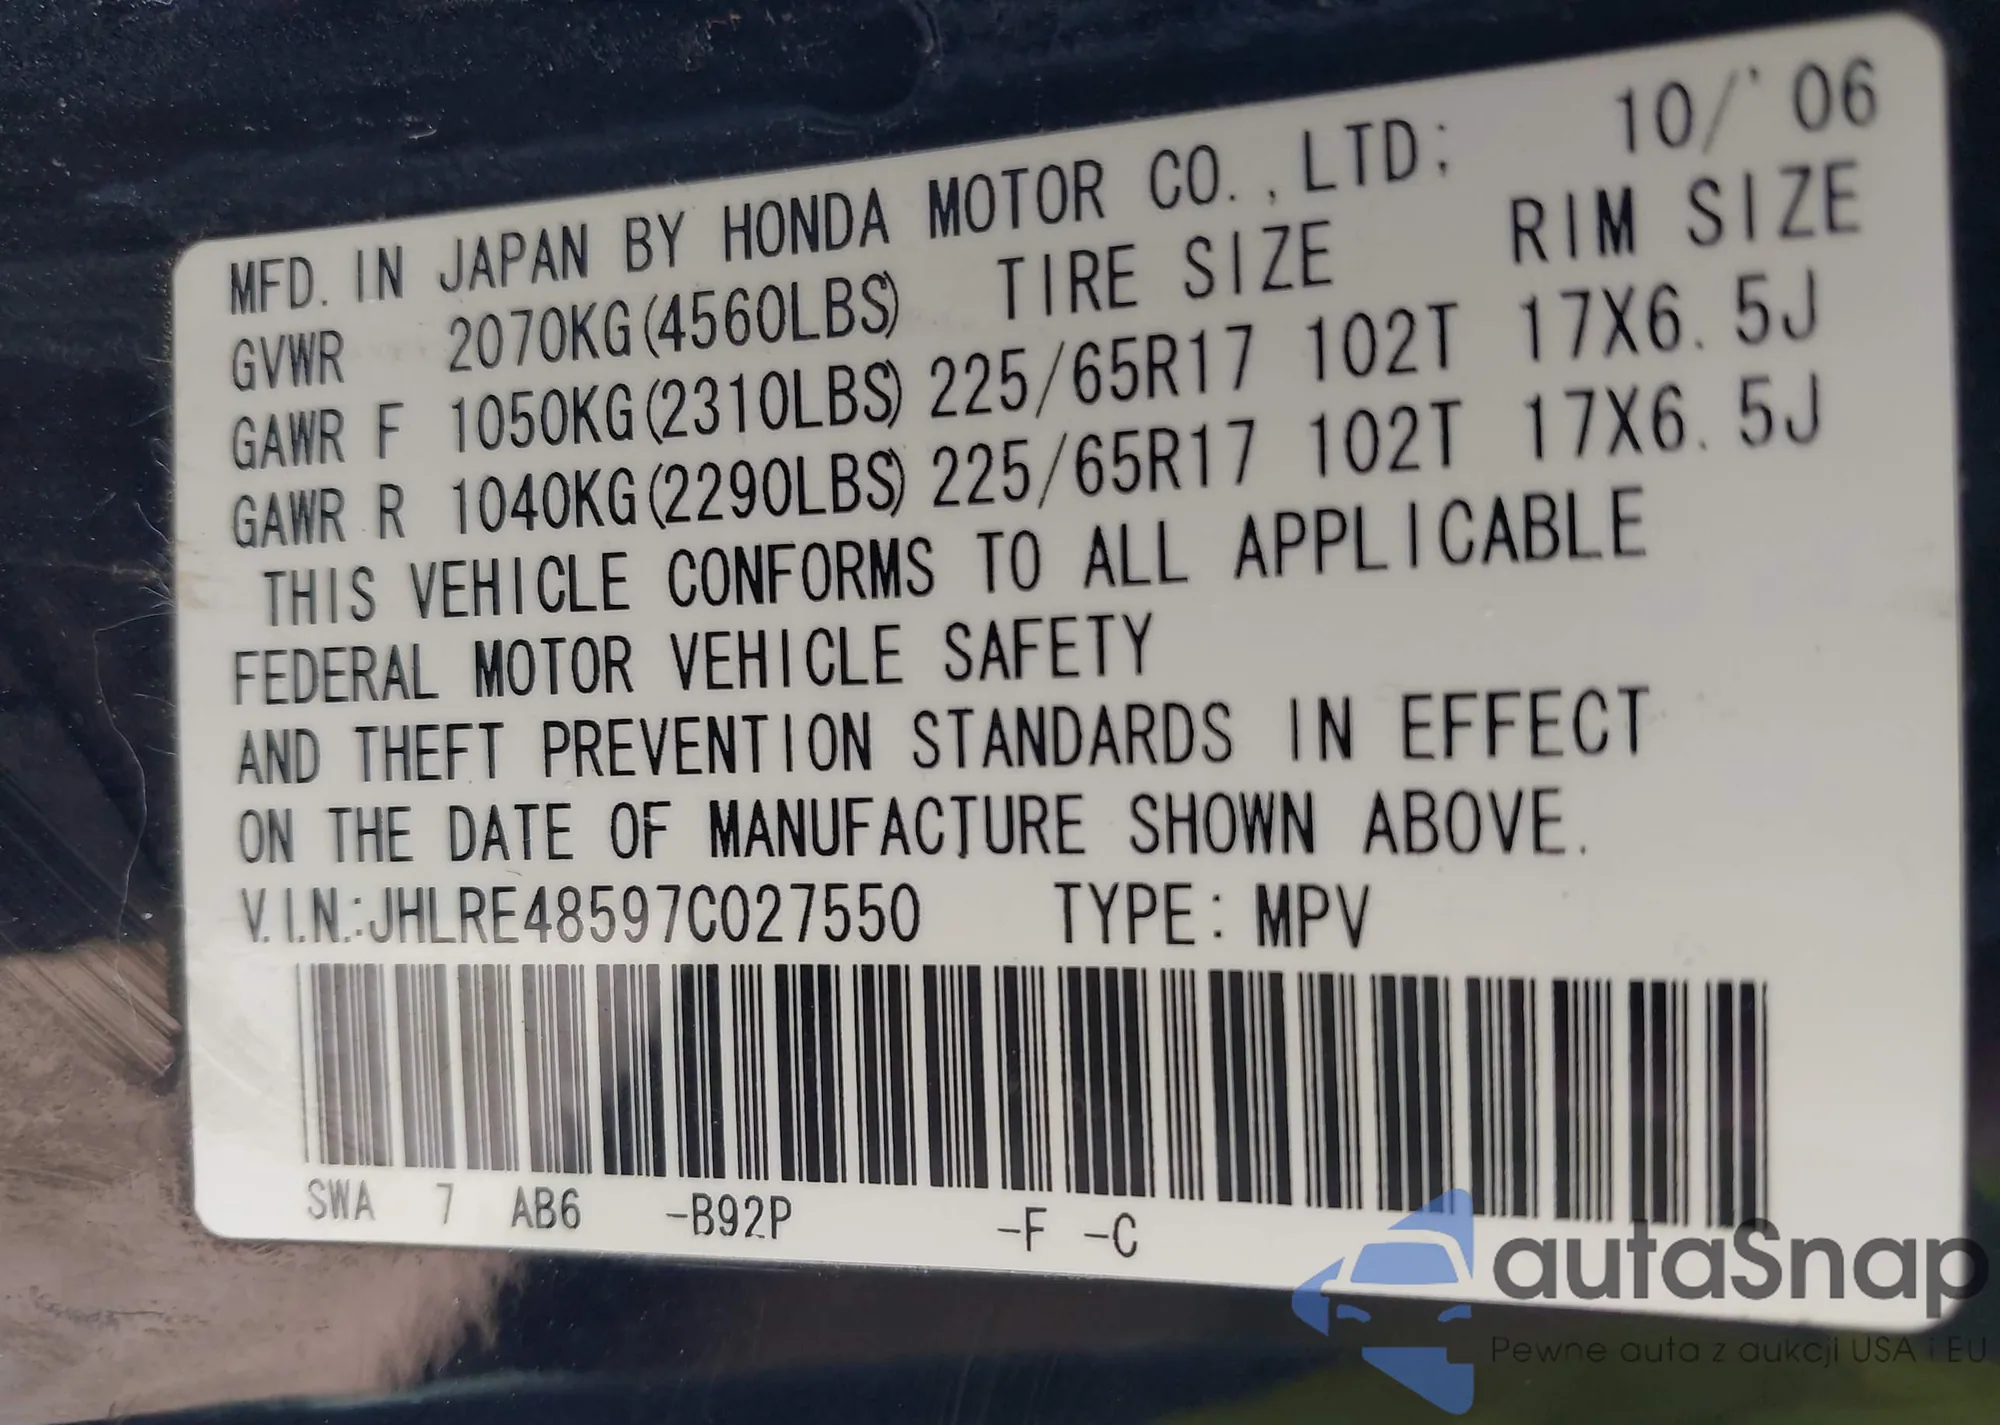 MFD. IN JAPAN BY HONDA MOTOR CO.,LTD: 10/'06
GVWR 2070KG(4560LBS) TIRE SIZE RIM SIZE
GAWR F 1050KG(2310LBS) 225/65R17 102T 17X6.5J
GAWR R 1040KG(2290LBS) 225/65R17 102T 17X6.5J
THIS VEHICLE CONFORMS TO ALL APPLICABLE
FEDERAL MOTOR VEHICLE SAFETY
AND THEFT PREVENTION STANDARDS IN EFFECT
ON THE DATE OF MANUFACTURE SHOWN ABOVE.
V.I.N.:JHLRE48597C027550 TYPE: MPV
SWA 7 AB6 -B92P -F -C
autaSnap
Pewne auta z aukcji USA i EU